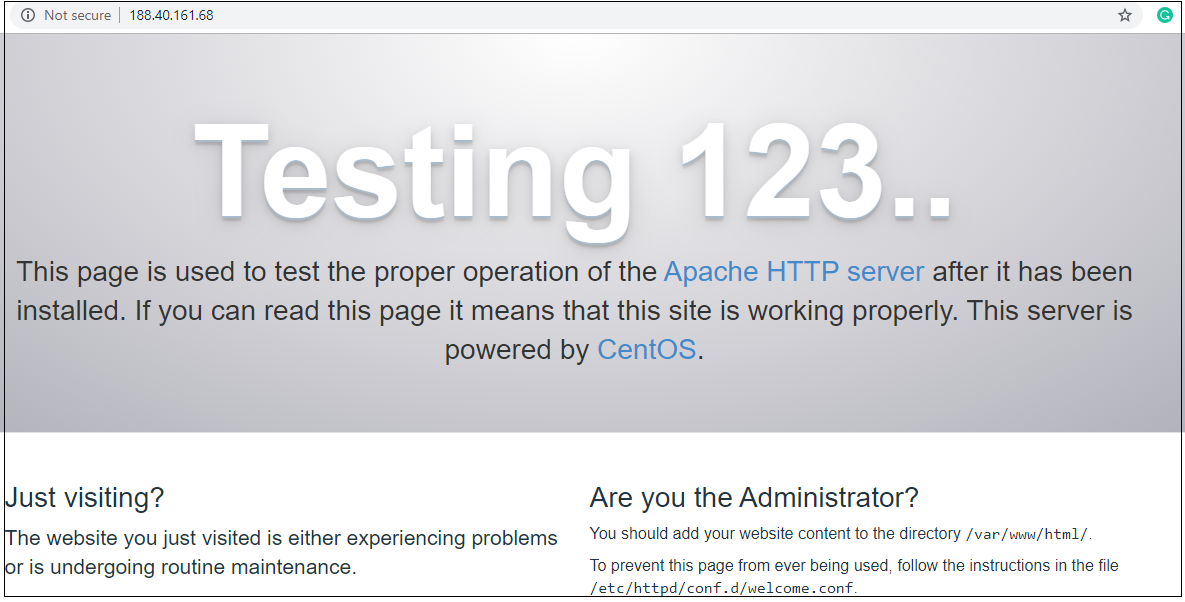 Not secure 188.40.161.68
Testing 123..
This page is used to test the proper operation of the Apache HTTP server after it has been
installed. If you can read this page it means that this site is working properly. This server is
powered by CentOS.
Just visiting?
The website you just visited is either experiencing problems
or is undergoing routine maintenance.
Are you the Administrator?
You should add your website content to the directory /var/www/html/.
To prevent this page from ever being used, follow the instructions in the file
/etc/httpd/conf.d/welcome.conf.